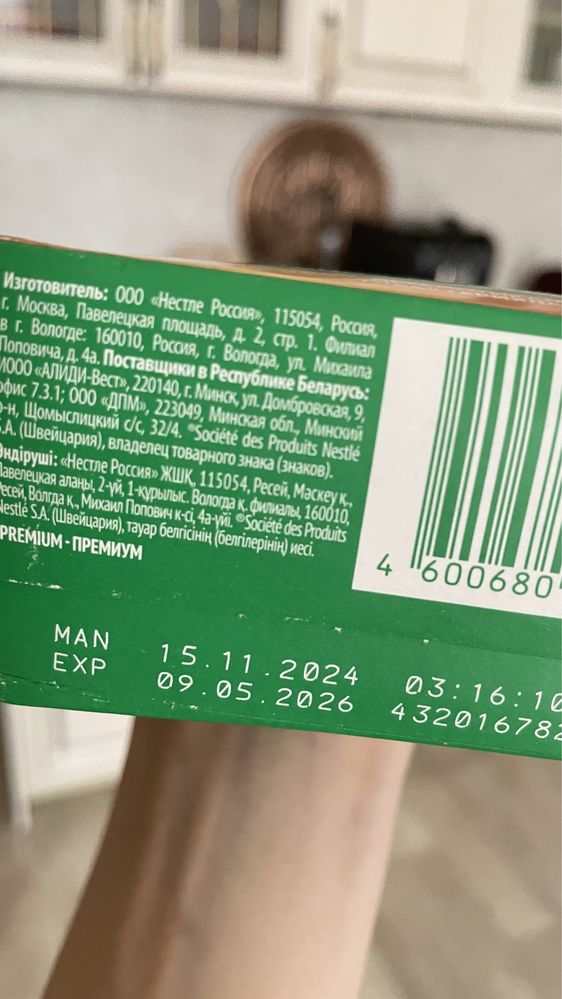 Изготовитель: ООО «Нестле Россия», 115054, Россия,
г. Москва, Павелецкая площадь, д. 2, стр. 1. Филиал
в г. Вологде: 160010, Россия, г. Вологда, ул. Михаила
Поповича, д. 4а. Поставщики в Республике Беларусь:
ИООО «АЛИДИ-Вест», 220140, г. Минск, ул. Домбровская, 9,
офис 7.3.1; ООО «ДПМ», 223049, Минская обл., Минский
р-н, Щомыслицкий с/с, 32/4. ®Société des Produits Nestlé
S.A. (Швейцария), владелец товарного знака (знаков).
Өндіруші: «Нестле Россия» ЖШҚ, 115054, Ресей, Мәскеу қ.,
Павелецкая алаңы, 2-үй, 1-құрылыс. Вологда қ. филиалы, 160010,
Ресей, Волгда қ., Михаил Попович к-сі, 4а-үйі. ®Société des Produits
Nestlé S.A. (Швейцария), тауар белгісінің (белгілерінің) иесі.
PREMIUM - ПРЕМИУМ
4 600680
MAN 15.11.2024 03:16:10
EXP 09.05.2026 432016782